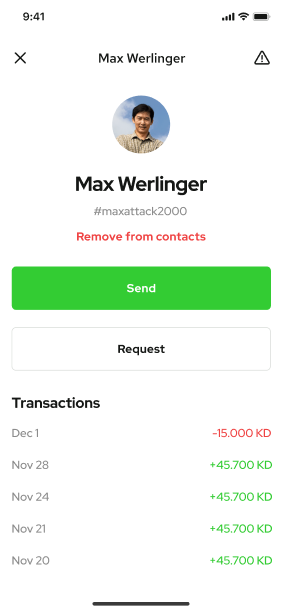 9:41
Max Werlinger
Max Werlinger
#maxattack2000
Remove from contacts
Send
Request
Transactions
Dec 1 -15.000 KD
Nov 28 +45.700 KD
Nov 24 +45.700 KD
Nov 21 +45.700 KD
Nov 20 +45.700 KD